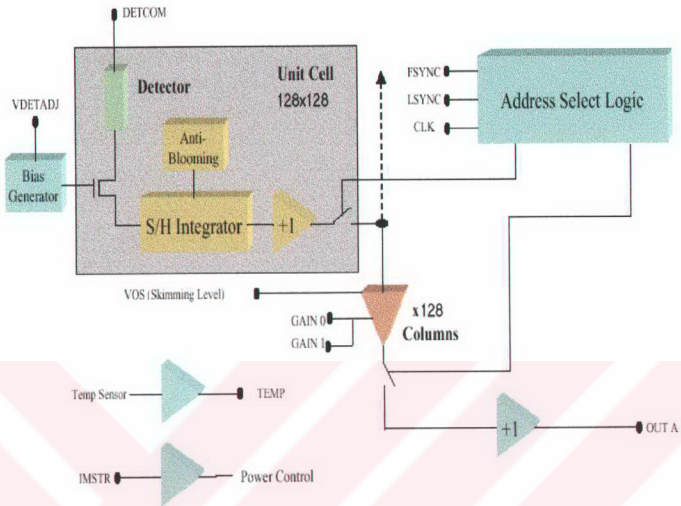 DETCOM
Unit Cell
128x128
Detector
VDETADJ
Bias
Generator
Anti-
Blooming
S/H Integrator
+1
FSYNC
LSYNC
CLK
Address Select Logic
VOS (Skimming Level)
GAIN 0
GAIN 1
x128
Columns
Temp Sensor
TEMP
+1
OUT A
IMSTR
Power Control